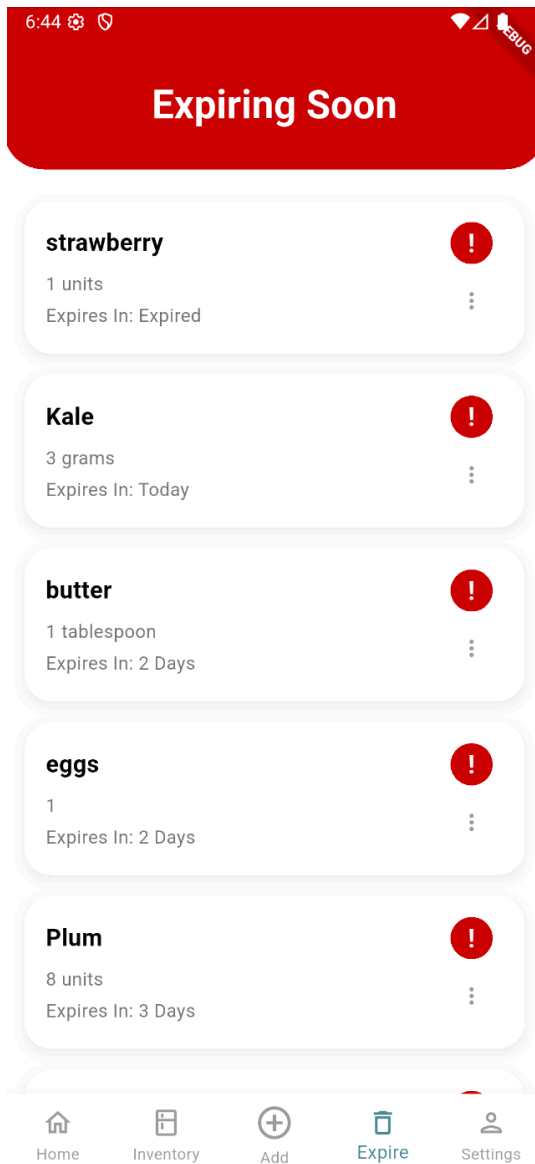 6:44
DEBUG
Expiring Soon
strawberry
1 units
Expires In: Expired
Kale
3 grams
Expires In: Today
butter
1 tablespoon
Expires In: 2 Days
eggs
1
Expires In: 2 Days
Plum
8 units
Expires In: 3 Days
Home
Inventory
Add
Expire
Settings